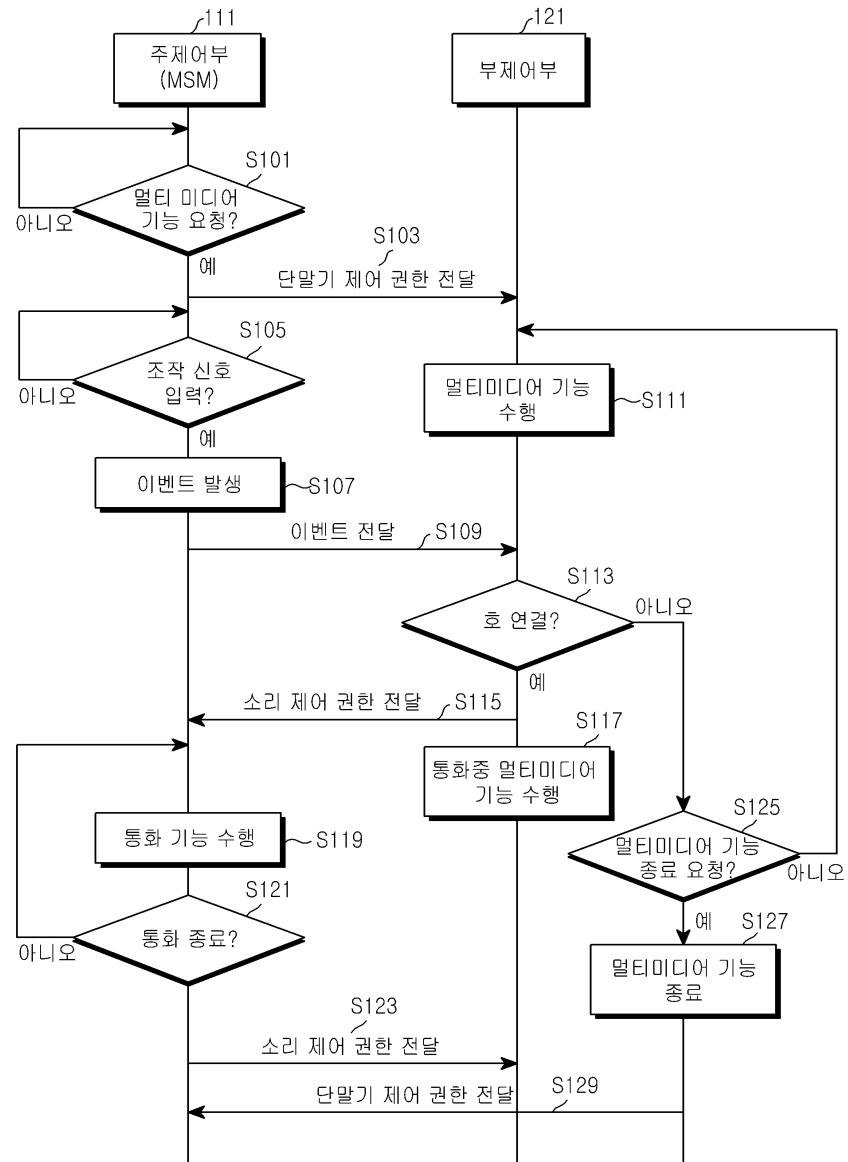 111
주제어부
(MSM)
121
부제어부
S101
멀티 미디어
기능 요청?
아니오
예
S103
단말기 제어 권한 전달
S105
조작 신호
입력?
아니오
예
멀티미디어 기능
수행
S111
이벤트 발생
S107
이벤트 전달
S109
S113
호 연결?
아니오
예
소리 제어 권한 전달
S115
S117
통화중 멀티미디어
기능 수행
통화 기능 수행
S119
S125
멀티미디어 기능
종료 요청?
아니오
예
S121
통화 종료?
아니오
S127
멀티미디어 기능
종료
S123
소리 제어 권한 전달
단말기 제어 권한 전달
S129